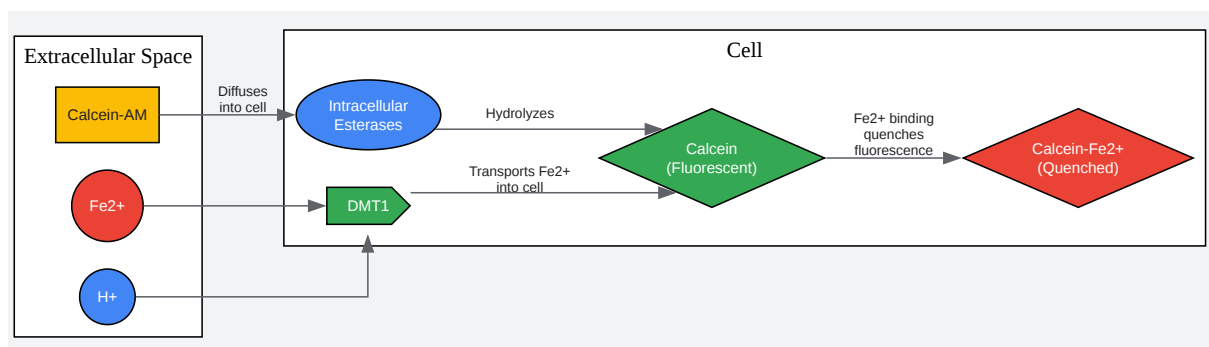 Extracellular Space
Calcein-AM
Fe2+
H+
Diffuses
into cell
Cell
Intracellular
Esterases
DMT1
Hydrolyzes
Transports Fe2+
into cell
Calcein
(Fluorescent)
Fe2+ binding
quenches
fluorescence
Calcein-Fe2+
(Quenched)